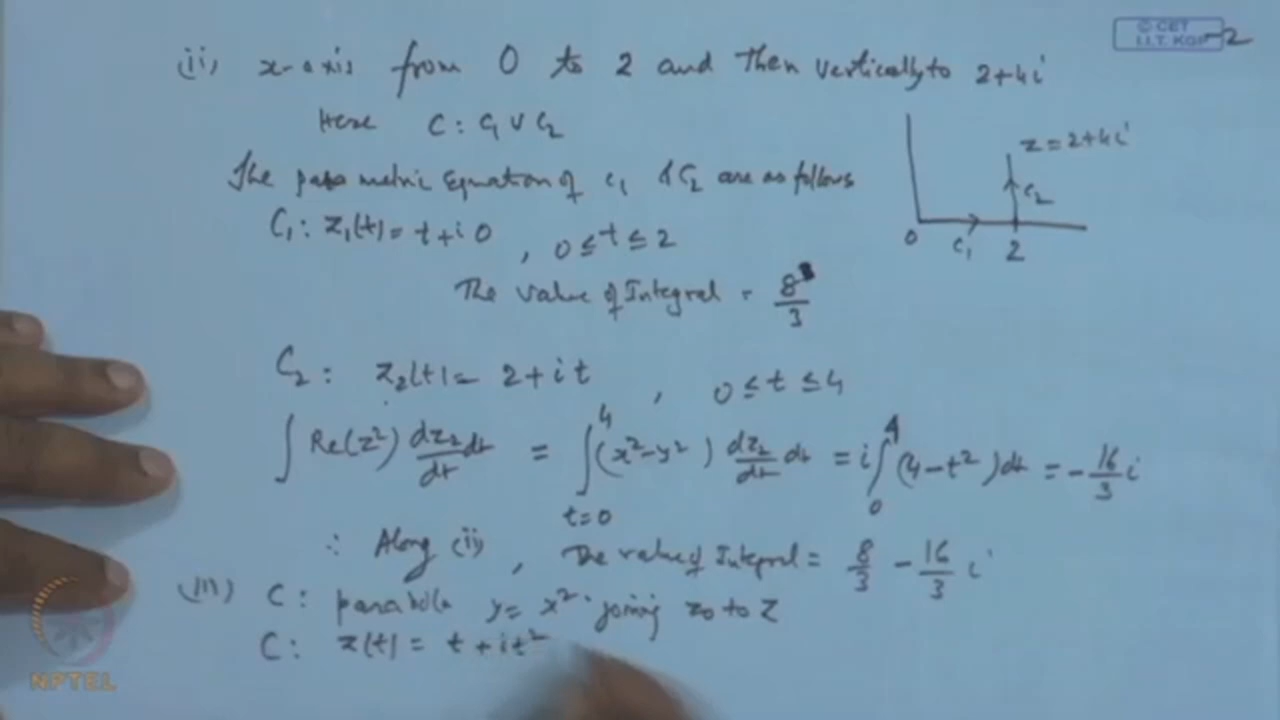 © CET
I.I.T. KGP
-2
(ii) x-axis from 0 to 2 and then vertically to 2+4i
Here C: C₁ ∪ C₂
z = 2+4i
The parametric Equation of C₁ & C₂ are as follows
C₂
C₁: z₁(t) = t + i 0 , 0 ≤ t ≤ 2
0 C₁ 2
The value of Integral = 8/3
C₂: z₂(t) = 2 + i t , 0 ≤ t ≤ 4
∫ Re(z²) dz₂/dt dt = ∫_{t=0}^{4} (x²-y²) dz₂/dt dt = i ∫_0^4 (4-t²) dt = - 16/3 i
∴ Along (ii), The value of Integral = 8/3 - 16/3 i
(iii) C: parabola y = x² joining z₀ to z
C: z(t) = t + it²
NPTEL